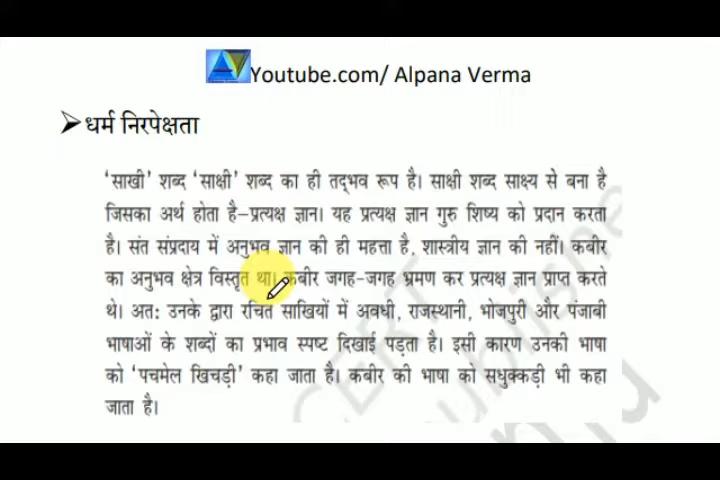 Youtube.com/ Alpana Verma
धर्म निरपेक्षता
'साखी' शब्द 'साक्षी' शब्द का ही तद्भव रूप है। साक्षी शब्द साक्ष्य से बना है
जिसका अर्थ होता है-प्रत्यक्ष ज्ञान। यह प्रत्यक्ष ज्ञान गुरु शिष्य को प्रदान करता
है। संत संप्रदाय में अनुभव ज्ञान की ही महत्ता है, शास्त्रीय ज्ञान की नहीं। कबीर
का अनुभव क्षेत्र विस्तृत था। कबीर जगह-जगह भ्रमण कर प्रत्यक्ष ज्ञान प्राप्त करते
थे। अतः उनके द्वारा रचित साखियों में अवधी, राजस्थानी, भोजपुरी और पंजाबी
भाषाओं के शब्दों का प्रभाव स्पष्ट दिखाई पड़ता है। इसी कारण उनकी भाषा
को 'पचमेल खिचड़ी' कहा जाता है। कबीर की भाषा को सधुक्कड़ी भी कहा
जाता है।